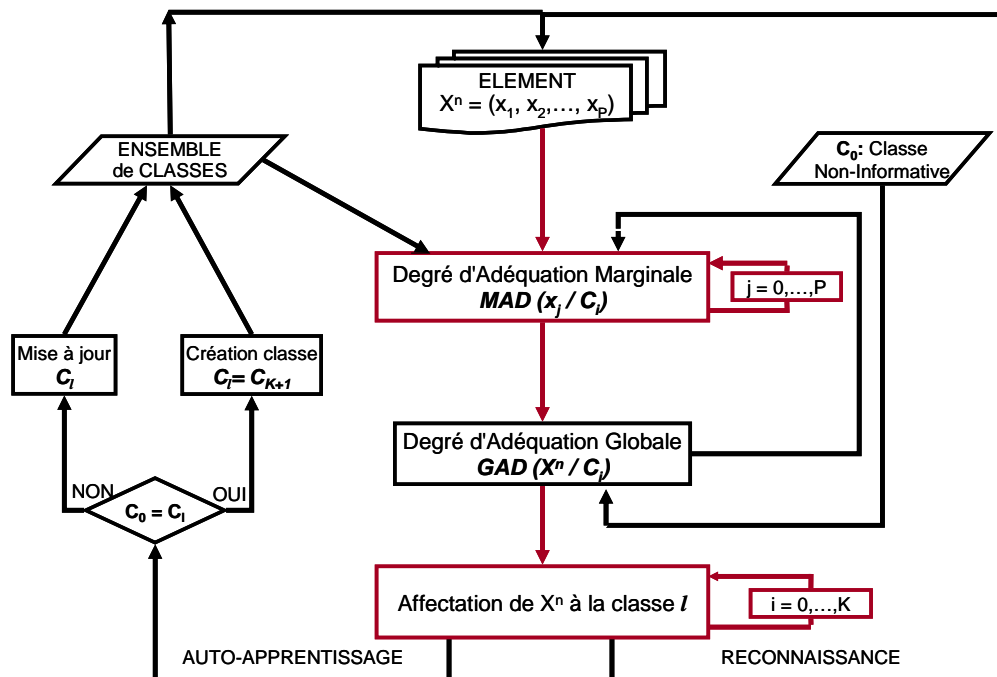 ELEMENT
Xⁿ = (x₁, x₂,…, x_P)
ENSEMBLE
de CLASSES
C₀: Classe
Non-Informative
Degré d'Adéquation Marginale
MAD (x_j / C_i)
j = 0,…,P
Mise à jour
C_l
Création classe
C_l= C_K+1
Degré d'Adéquation Globale
GAD (Xⁿ / C_i)
NON
OUI
C₀ = C_l
Affectation de Xⁿ à la classe l
i = 0,…,K
AUTO-APPRENTISSAGE
RECONNAISSANCE